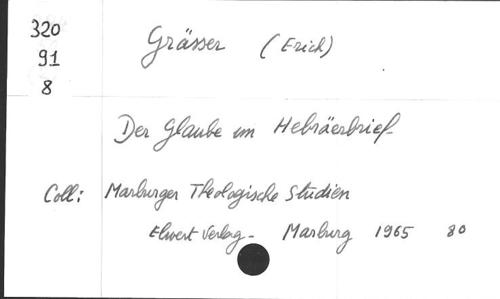 320
91
8
Grässer (Erich)
Der Glaube im Hebräerbrief
Coll: Marburger Theologische Studien
Elwert Verlag - Marburg 1965 80